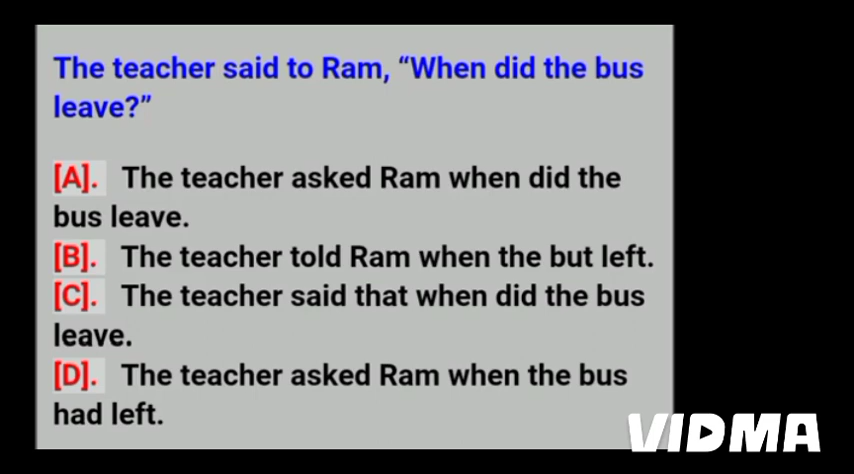 The teacher said to Ram, “When did the bus
leave?”
[A]. The teacher asked Ram when did the
bus leave.
[B]. The teacher told Ram when the but left.
[C]. The teacher said that when did the bus
leave.
[D]. The teacher asked Ram when the bus
had left.
VIDMA